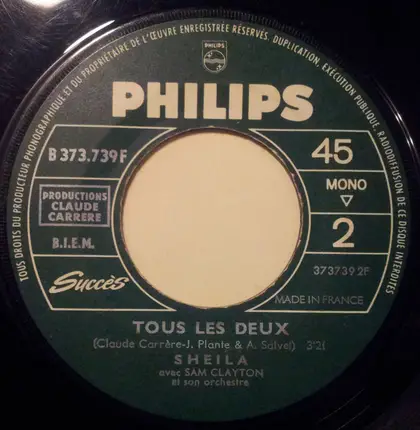 TOUS DROITS DU PRODUCTEUR PHONOGRAPHIQUE ET DU PROPRIÉTAIRE DE L'ŒUVRE ENREGISTRÉE RÉSERVÉS. DUPLICATION, EXÉCUTION PUBLIQUE, RADIODIFFUSION DE CE DISQUE INTERDITES
PHILIPS
PHILIPS
B 373.739 F
45
PRODUCTIONS
CLAUDE
CARRERE
MONO
B.I.E.M.
2
373739 2F
Succès
MADE IN FRANCE
TOUS LES DEUX
(Claude Carrère-J. Plante & A. Salvet) 3'21
SHEILA
avec SAM CLAYTON
et son orchestre